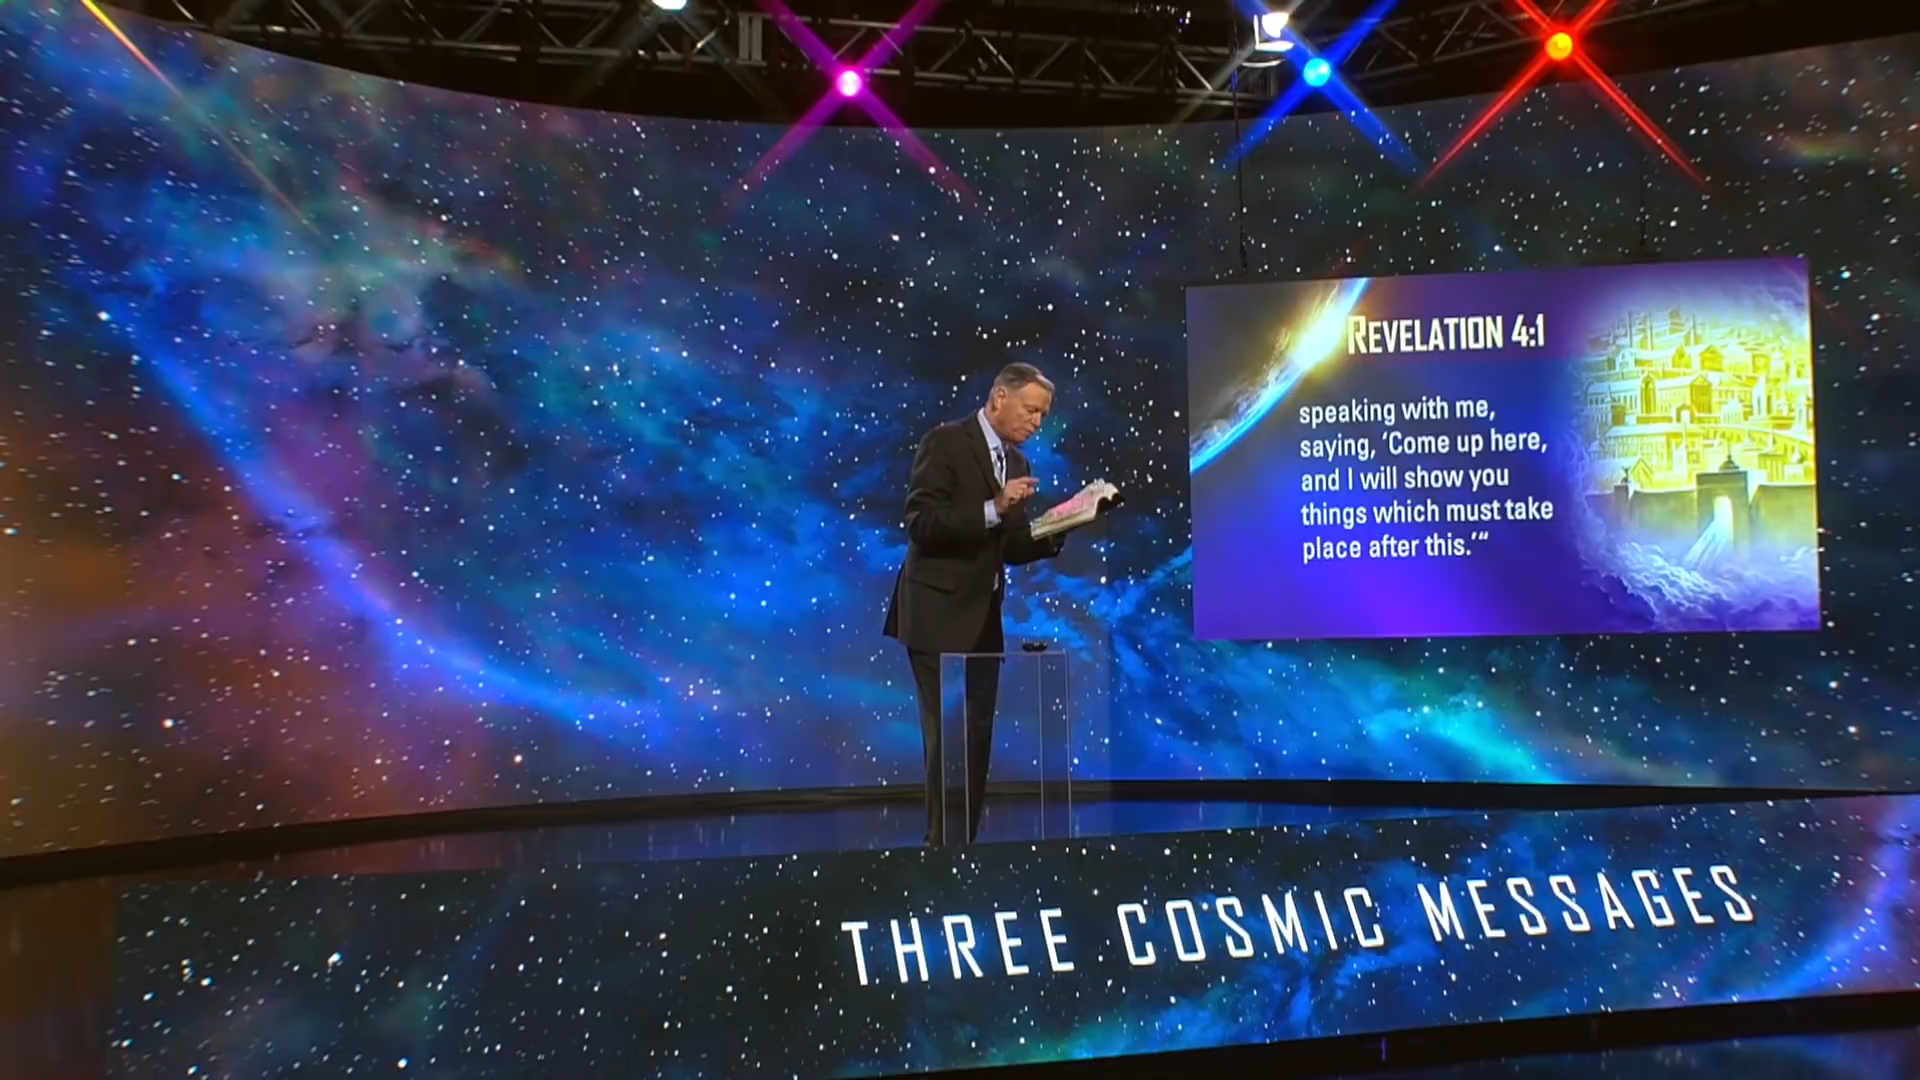 REVELATION 4:1
speaking with me,
saying, ‘Come up here,
and I will show you
things which must take
place after this.’“
THREE COSMIC MESSAGES